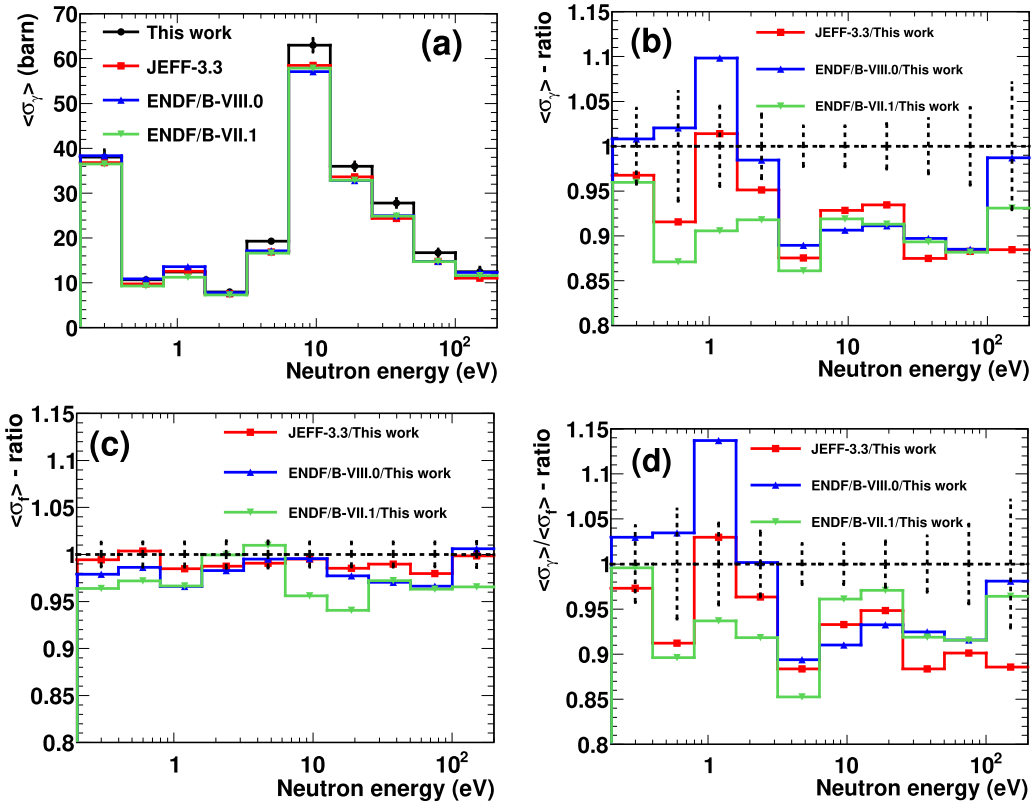 70
60
50
40
30
20
10
0
<σγ> (barn)
This work
JEFF-3.3
ENDF/B-VIII.0
ENDF/B-VII.1
(a)
1
10
10²
Neutron energy (eV)
1.15
1.1
1.05
1
0.95
0.9
0.85
0.8
<σγ> - ratio
(b)
JEFF-3.3/This work
ENDF/B-VIII.0/This work
ENDF/B-VII.1/This work
1
10
10²
Neutron energy (eV)
1.15
1.1
1.05
1
0.95
0.9
0.85
0.8
<σf> - ratio
(c)
JEFF-3.3/This work
ENDF/B-VIII.0/This work
ENDF/B-VII.1/This work
1
10
10²
Neutron energy (eV)
1.15
1.1
1.05
1
0.95
0.9
0.85
0.8
<σγ>/<σf> - ratio
(d)
JEFF-3.3/This work
ENDF/B-VIII.0/This work
ENDF/B-VII.1/This work
1
10
10²
Neutron energy (eV)